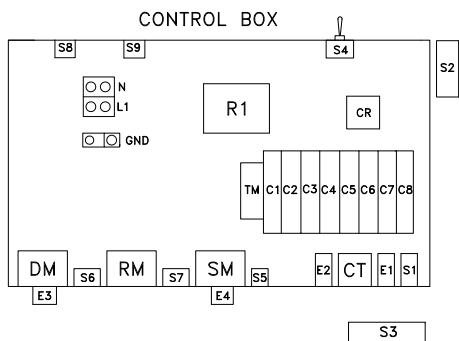 CONTROL BOX
S8
S9
S4
S2
N
L1
GND
R1
CR
TM
C1
C2
C3
C4
C5
C6
C7
C8
DM
S6
RM
S7
SM
S5
E2
CT
E1
S1
E3
E4
S3